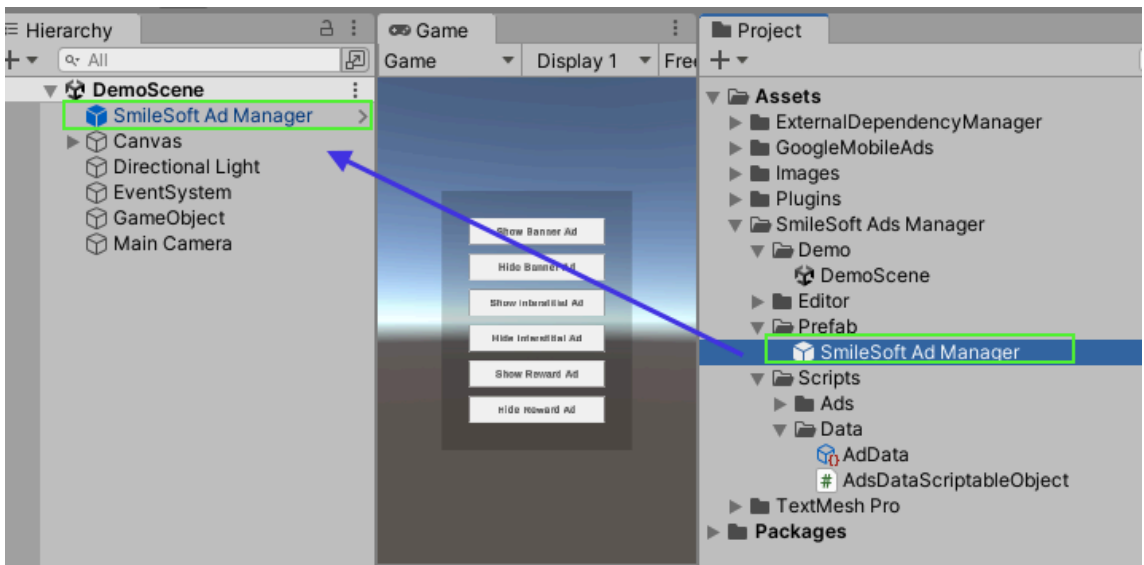 Hierarchy
All
DemoScene
SmileSoft Ad Manager
Canvas
Directional Light
EventSystem
GameObject
Main Camera
Game
Game Display 1 Free
Show Banner Ad
Hide Banner Ad
Show Interstitial Ad
Hide Interstitial Ad
Show Reward Ad
Hide Reward Ad
Project
Assets
ExternalDependencyManager
GoogleMobileAds
Images
Plugins
SmileSoft Ads Manager
Demo
DemoScene
Editor
Prefab
SmileSoft Ad Manager
Scripts
Ads
Data
AdData
AdsDataScriptableObject
TextMesh Pro
Packages